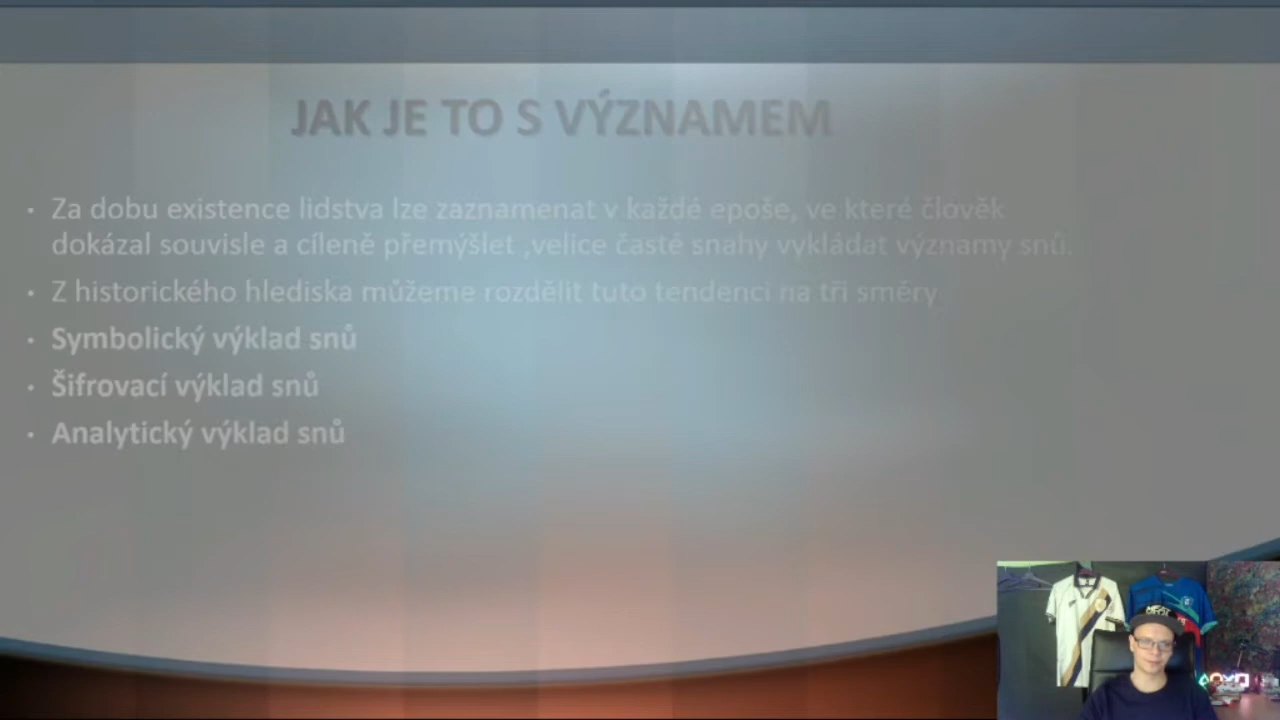 JAK JE TO S VÝZNAMEM
• Za dobu existence lidstva lze zaznamenat v každé epoše, ve které člověk
dokázal souvisle a cíleně přemýšlet ,velice časté snahy vykládat významy snů.
• Z historického hlediska můžeme rozdělit tuto tendenci na tři směry.
• Symbolický výklad snů
• Šifrovací výklad snů
• Analytický výklad snů